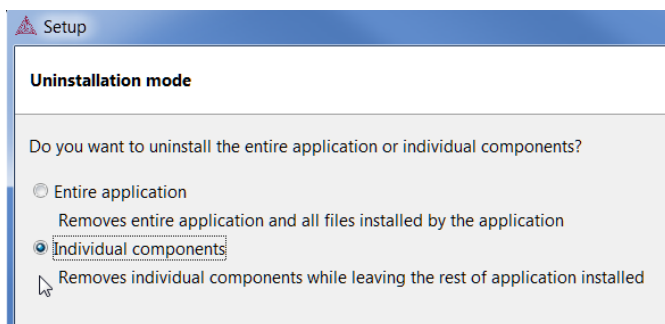 Setup
Uninstallation mode
Do you want to uninstall the entire application or individual components?
Entire application
Removes entire application and all files installed by the application
Individual components
Removes individual components while leaving the rest of application installed